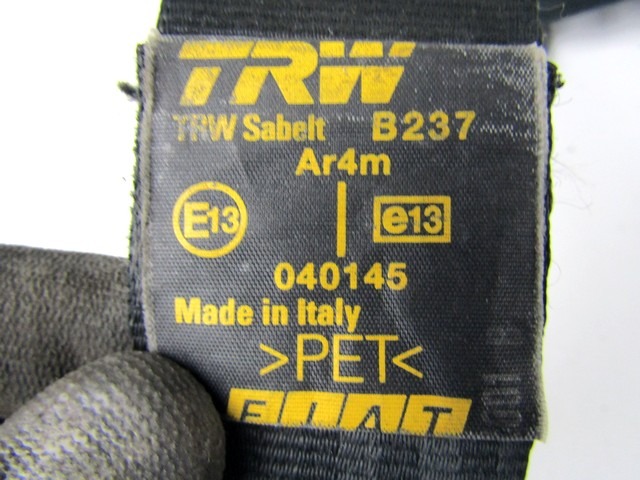 TRW
TRW Sabelt B237
Ar4m
E13 e13
040145
Made in Italy
>PET<